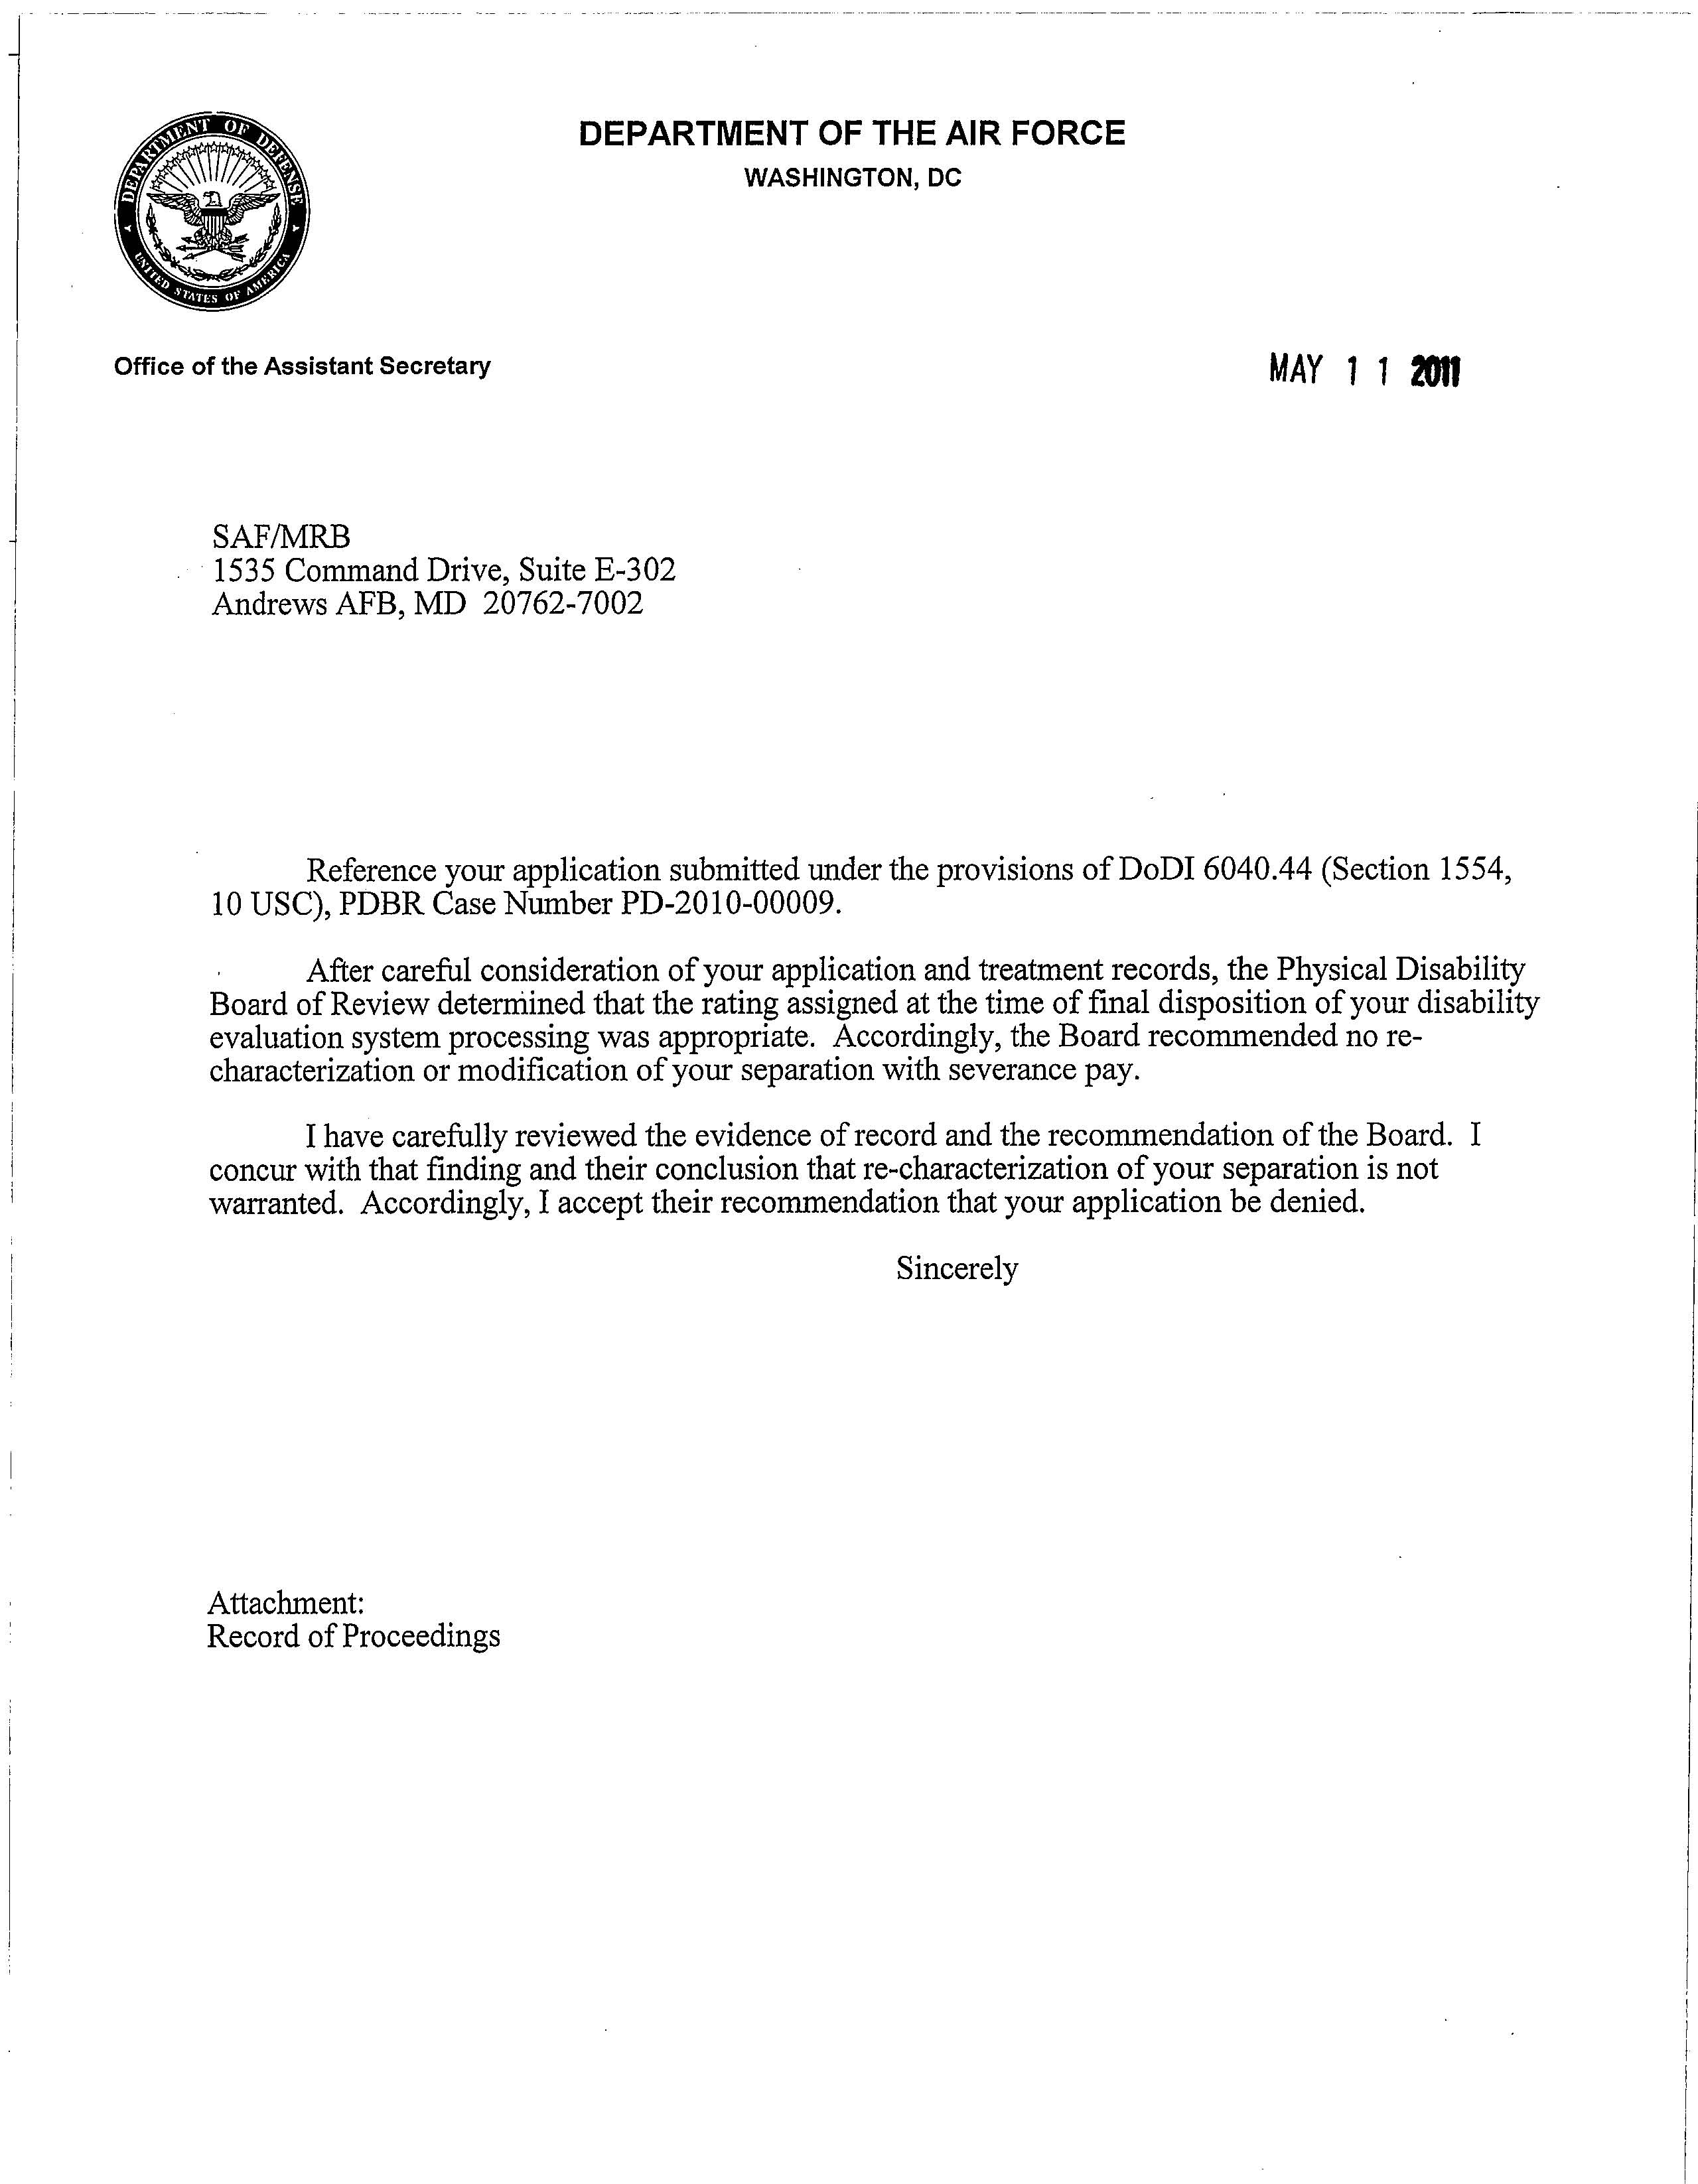 DEPARTMENT OF THE AIR FORCE
WASHINGTON, DC
DEPARTMENT OF DEFENSE
UNITED STATES OF AMERICA
Office of the Assistant Secretary
MAY 1 1 2011
SAF/MRB
1535 Command Drive, Suite E-302
Andrews AFB, MD 20762-7002
Reference your application submitted under the provisions of DoDI 6040.44 (Section 1554,
10 USC), PDBR Case Number PD-2010-00009.
After careful consideration of your application and treatment records, the Physical Disability
Board of Review determined that the rating assigned at the time of final disposition of your disability
evaluation system processing was appropriate. Accordingly, the Board recommended no re-
characterization or modification of your separation with severance pay.
I have carefully reviewed the evidence of record and the recommendation of the Board. I
concur with that finding and their conclusion that re-characterization of your separation is not
warranted. Accordingly, I accept their recommendation that your application be denied.
Sincerely
Attachment:
Record of Proceedings